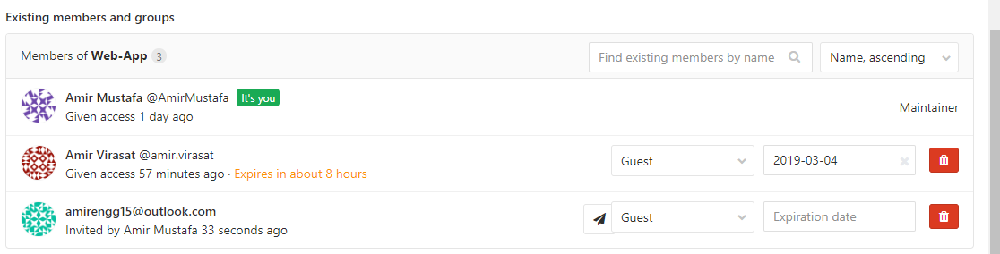 Existing members and groups
Members of Web-App 3
Find existing members by name
Name, ascending
Amir Mustafa @AmirMustafa It's you
Given access 1 day ago
Maintainer
Amir Virasat @amir.virasat
Given access 57 minutes ago · Expires in about 8 hours
Guest
2019-03-04
amirengg15@outlook.com
Invited by Amir Mustafa 33 seconds ago
Guest
Expiration date